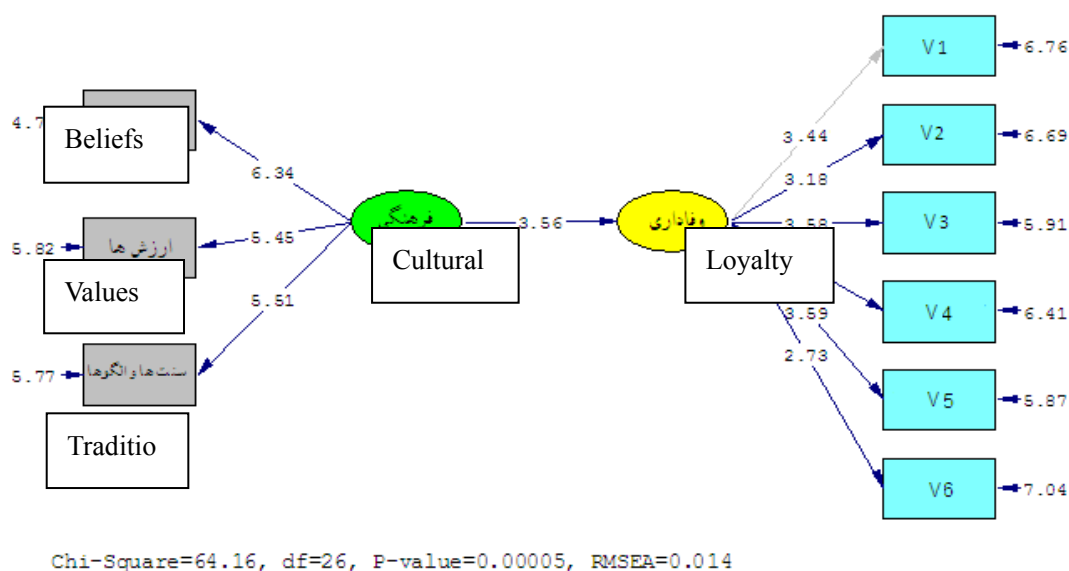 V1
6.76
4.7
Beliefs
V2
6.69
3.44
6.34
3.18
فرهنگی
3.56
وفاداری
3.58
V3
5.91
5.82
ارزش ها
5.45
Values
Cultural
Loyalty
5.51
3.59
V4
6.41
2.73
5.77
سنت ها و الگوها
V5
5.87
Traditio
V6
7.04
Chi-Square=64.16, df=26, P-value=0.00005, RMSEA=0.014